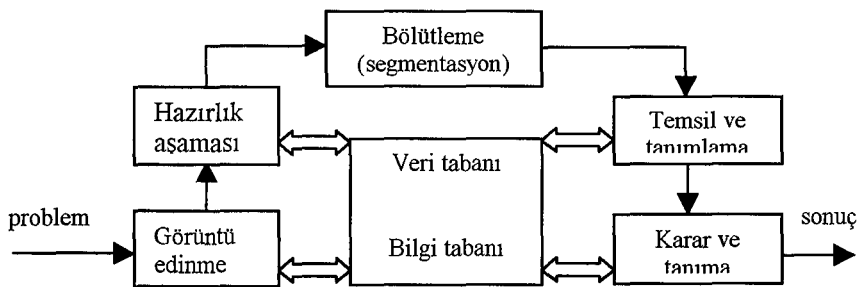 Bölütleme
(segmentasyon)
Hazırlık
aşaması
Temsil ve
tanımlama
Veri tabanı
problem
Görüntü
edinme
Bilgi tabanı
Karar ve
tanıma
sonuç